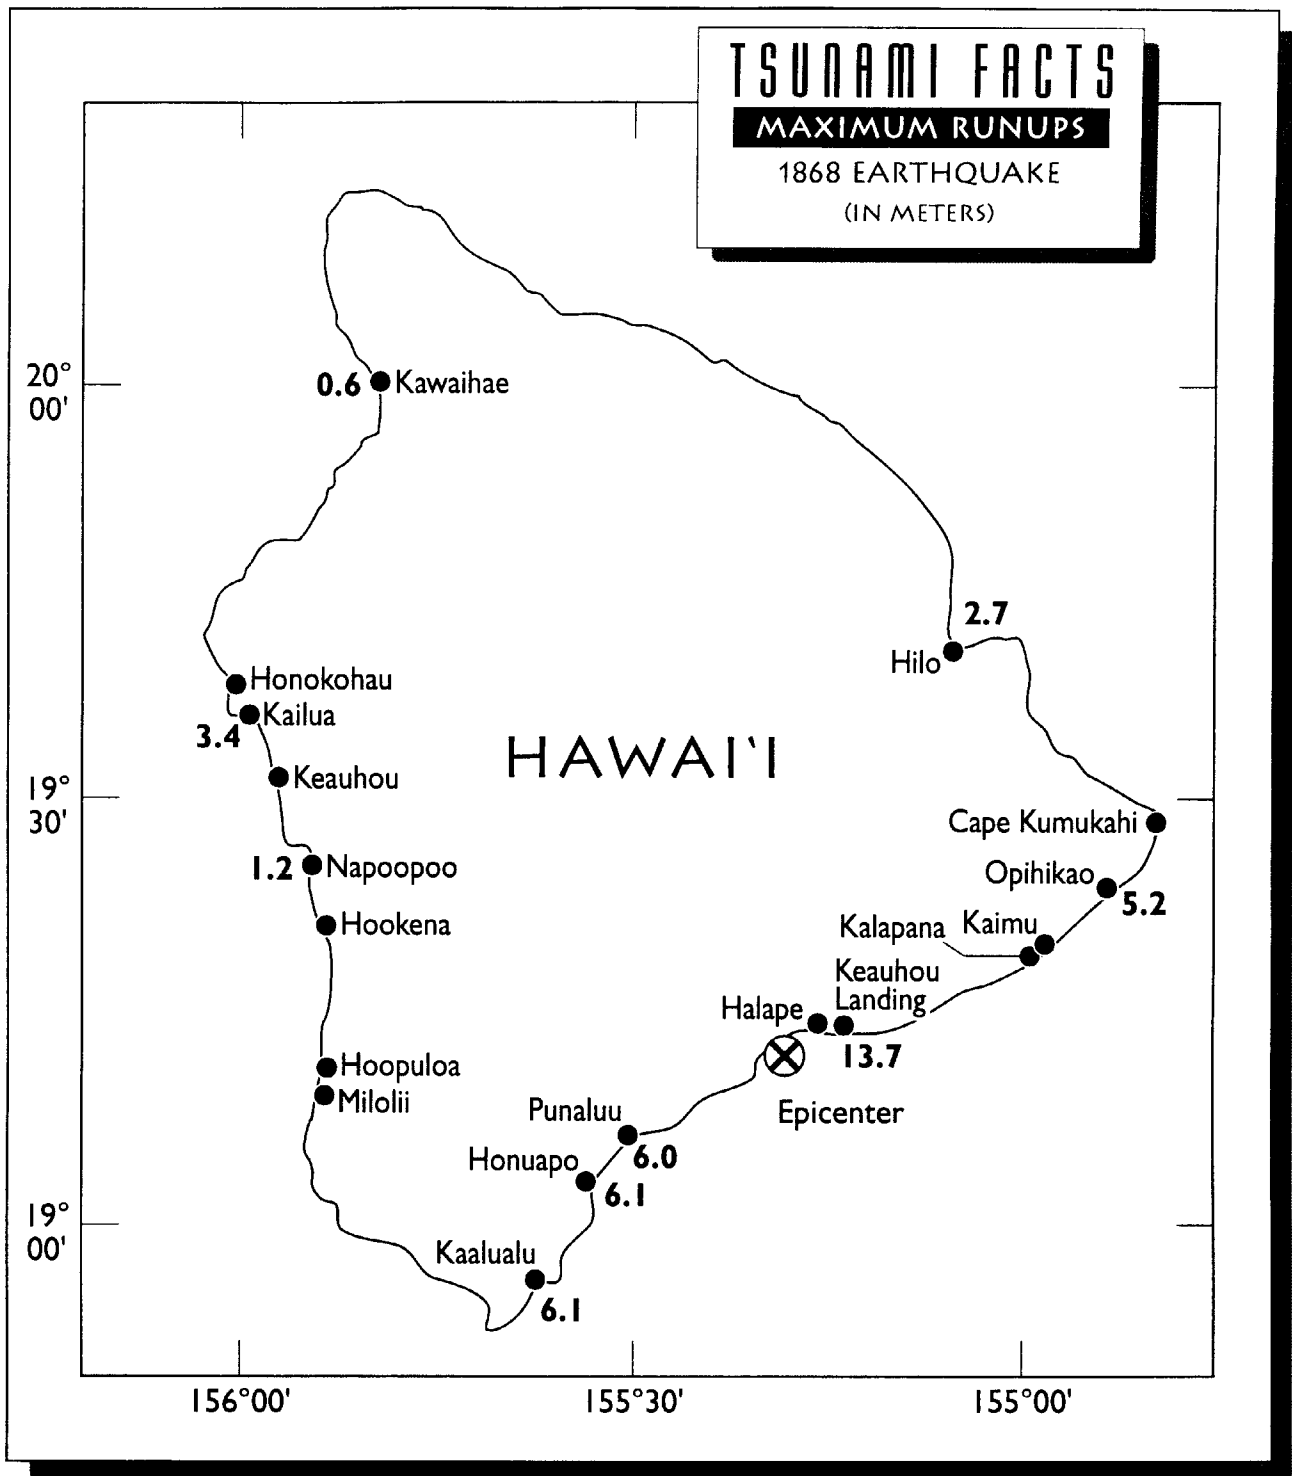 TSUNAMI FACTS
MAXIMUM RUNUPS
1868 EARTHQUAKE
(IN METERS)
20°
00'
0.6 Kawaihae
2.7
Hilo
Honokohau
Kailua
3.4
HAWAI'I
Keauhou
19°
30'
Cape Kumukahi
1.2 Napoopoo
Opihikao
5.2
Hookena
Kalapana Kaimu
Keauhou
Landing
Halape
13.7
Hoopuloa
Milolii
Epicenter
Punaluu
6.0
Honuapo
6.1
19°
00'
Kaalualu
6.1
156°00' 155°30' 155°00'